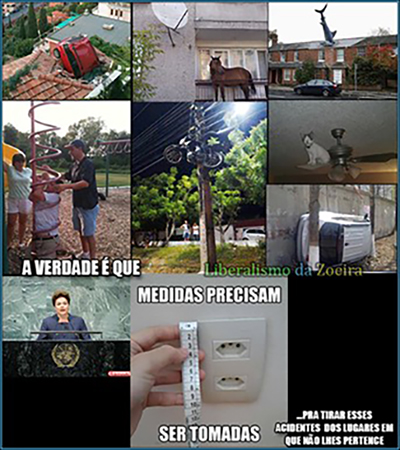 A VERDADE É QUE
Liberalismo da Zoeira
MEDIDAS PRECISAM
SER TOMADAS
...PRA TIRAR ESSES
ACIDENTES DOS LUGARES EM
QUE NÃO LHES PERTENCE